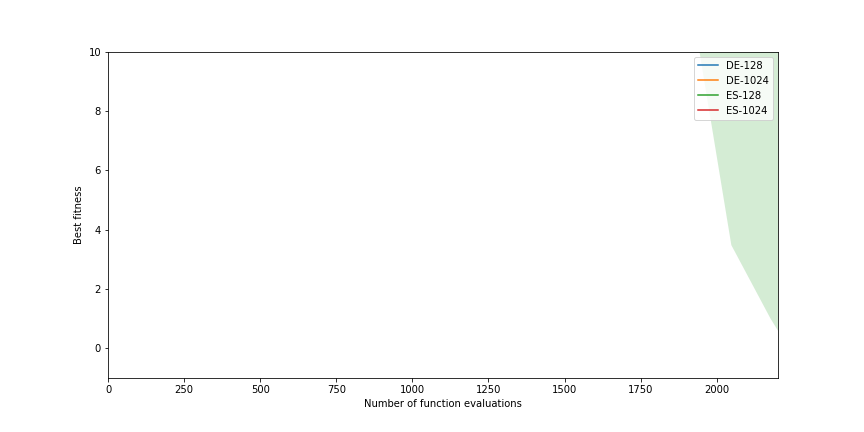 10
8
6
4
2
0
Best fitness
DE-128
DE-1024
ES-128
ES-1024
0 250 500 750 1000 1250 1500 1750 2000
Number of function evaluations